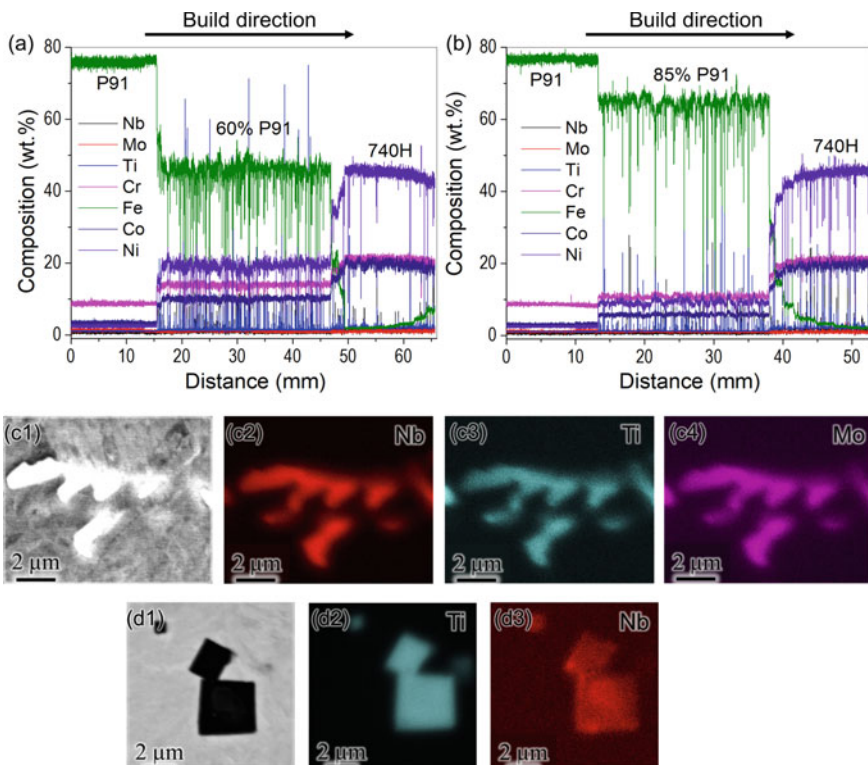 Build direction
(a)
80
60
40
20
0
Composition (wt.%)
P91
60% P91
740H
Nb
Mo
Ti
Cr
Fe
Co
Ni
0 10 20 30 40 50 60
Distance (mm)
Build direction
(b)
80
60
40
20
0
Composition (wt.%)
P91
85% P91
740H
Nb
Mo
Ti
Cr
Fe
Co
Ni
0 10 20 30 40 50
Distance (mm)
(c1)
2 μm
(c2) Nb
2 μm
(c3) Ti
2 μm
(c4) Mo
2 μm
(d1)
2 μm
(d2) Ti
2 μm
(d3) Nb
2 μm